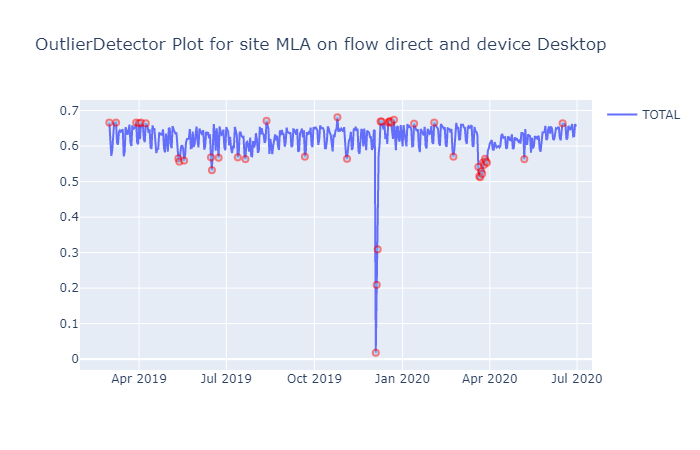 OutlierDetector Plot for site MLA on flow direct and device Desktop
TOTAL
0.7
0.6
0.5
0.4
0.3
0.2
0.1
0
Apr 2019 Jul 2019 Oct 2019 Jan 2020 Apr 2020 Jul 2020